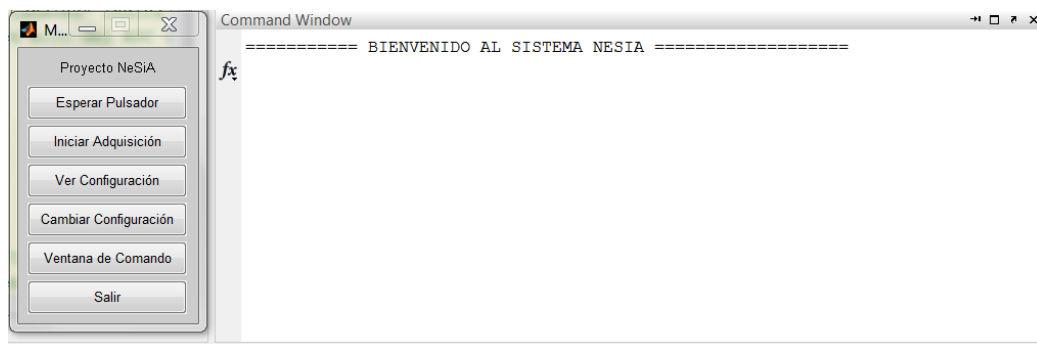 M...
Proyecto NeSiA
Esperar Pulsador
Iniciar Adquisición
Ver Configuración
Cambiar Configuración
Ventana de Comando
Salir
Command Window
=========== BIENVENIDO AL SISTEMA NESIA ===================
fx